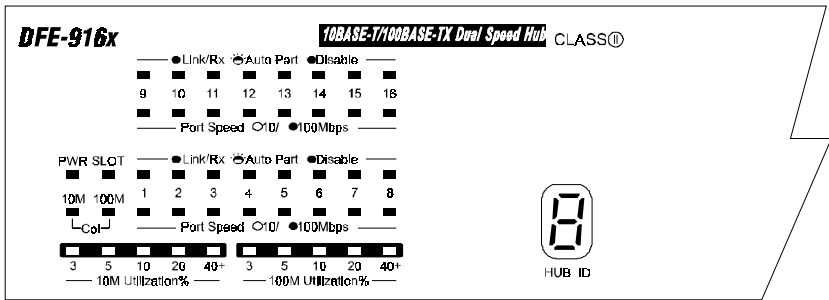 DFE-916x
10BASE-T/100BASE-TX Dual Speed Hub CLASS II
Link/Rx Auto Part Disable
9 10 11 12 13 14 15 16
Port Speed 10/ 100Mbps
PWR SLOT
Link/Rx Auto Part Disable
10M 100M
1 2 3 4 5 6 7 8
Col
Port Speed 10/ 100Mbps
3 5 10 20 40+ 3 5 10 20 40+
10M Utilization% 100M Utilization%
8
HUB ID